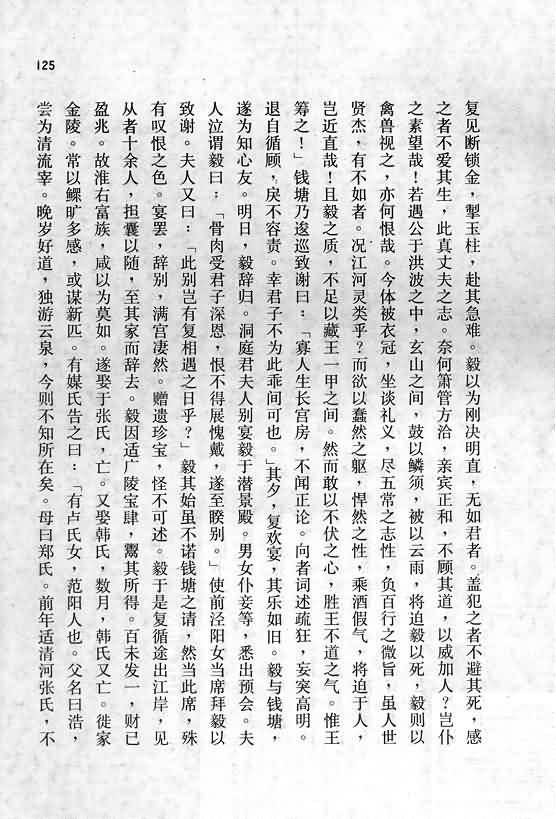 125
复见断锁金，掣玉柱，赴其急难。毅以为刚决明直，无如君者。盖犯之者不避其死，感
之者不爱其生，此真丈夫之志。奈何箫管方洽，亲宾正和，不顾其道，以威加人？岂仆
之素望哉！若遇公于洪波之中，玄山之间，鼓以鳞须，被以云雨，将迫毅以死，毅则以
禽兽视之，亦何恨哉。今体被衣冠，坐谈礼义，尽五常之志性，负百行之微旨，虽人世
贤杰，有不如者。况江河灵类乎？而欲以蠢然之躯，悍然之性，乘酒假气，将迫于人，
岂近直哉！且毅之质，不足以藏王一甲之间。然而敢以不伏之心，胜王不道之气。惟王
筹之！」钱塘乃逡巡致谢曰：「寡人生长宫房，不闻正论。向者词述疏狂，妄突高明。
退自循顾，戾不容责。幸君子不为此乖间可也。」其夕，复欢宴，其乐如旧。毅与钱塘，
遂为知心友。明日，毅辞归。洞庭君夫人别宴毅于潜景殿。男女仆妾等，悉出预会。夫
人泣谓毅曰：「骨肉受君子深恩，恨不得展愧戴，遂至睽别。」使前泾阳女当席拜毅以
致谢。夫人又曰：「此别岂有复相遇之日乎？」毅其始虽不诺钱塘之请，然当此席，殊
有叹恨之色。宴罢，辞别，满宫凄然。赠遗珍宝，怪不可述。毅于是复循途出江岸，见
从者十余人，担囊以随，至其家而辞去。毅因适广陵宝肆，鬻其所得。百未发一，财已
盈兆。故淮右富族，咸以为莫如。遂娶于张氏，亡。又娶韩氏，数月，韩氏又亡。徙家
金陵。常以鳏旷多感，或谋新匹。有媒氏告之曰：「有卢氏女，范阳人也。父名曰浩，
尝为清流宰。晚岁好道，独游云泉，今则不知所在矣。母曰郑氏。前年适清河张氏，不